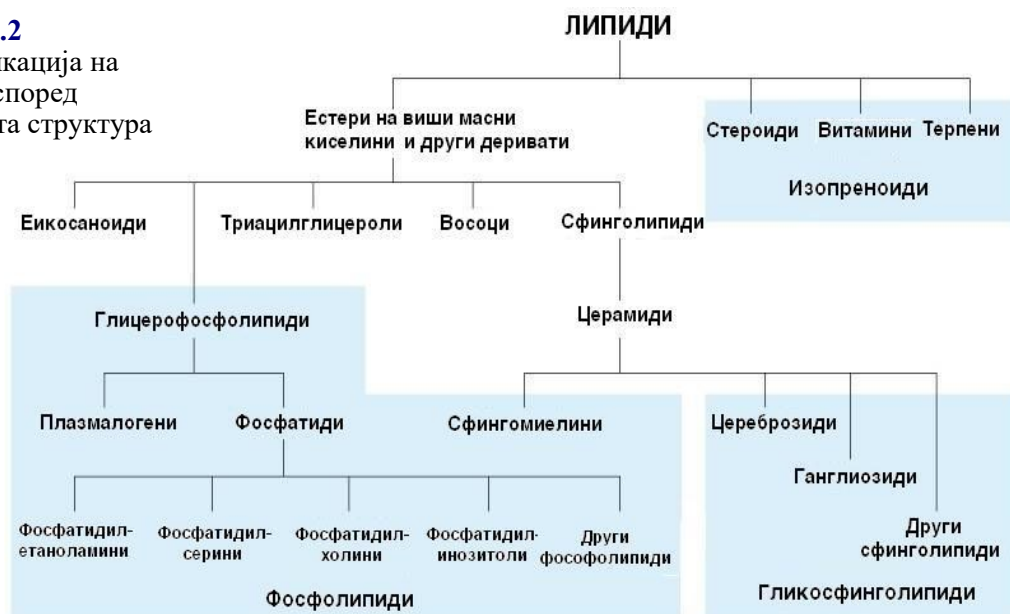 .2
икација на
според
та структура
ЛИПИДИ
Естери на виши масни
киселини и други деривати
Стероиди Витамини Терпени
Изопреноиди
Еикосаноиди Триацилглицероли Восоци Сфинголипиди
Глицерофосфолипиди Церамиди
Плазмалогени Фосфатиди Сфингомиелини Цереброзиди
Ганглиозиди
Фосфатидил-
етаноламини
Фосфатидил-
серини
Фосфатидил-
холини
Фосфатидил-
инозитоли
Други
фософолипиди
Други
сфинголипиди
Фосфолипиди Гликосфинголипиди